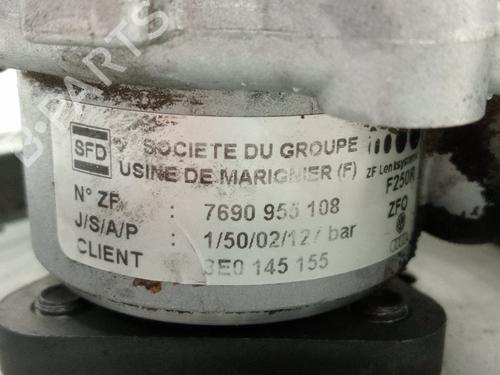 B-PARTS
SFD
SOCIETE DU GROUPE
USINE DE MARIGNIER (F)
ZF Lenksysteme
F250R
N° ZF : 7690 955 108
ZFO
J/S/A/P : 1/50/02/127 bar
CLIENT : 8E0 145 155